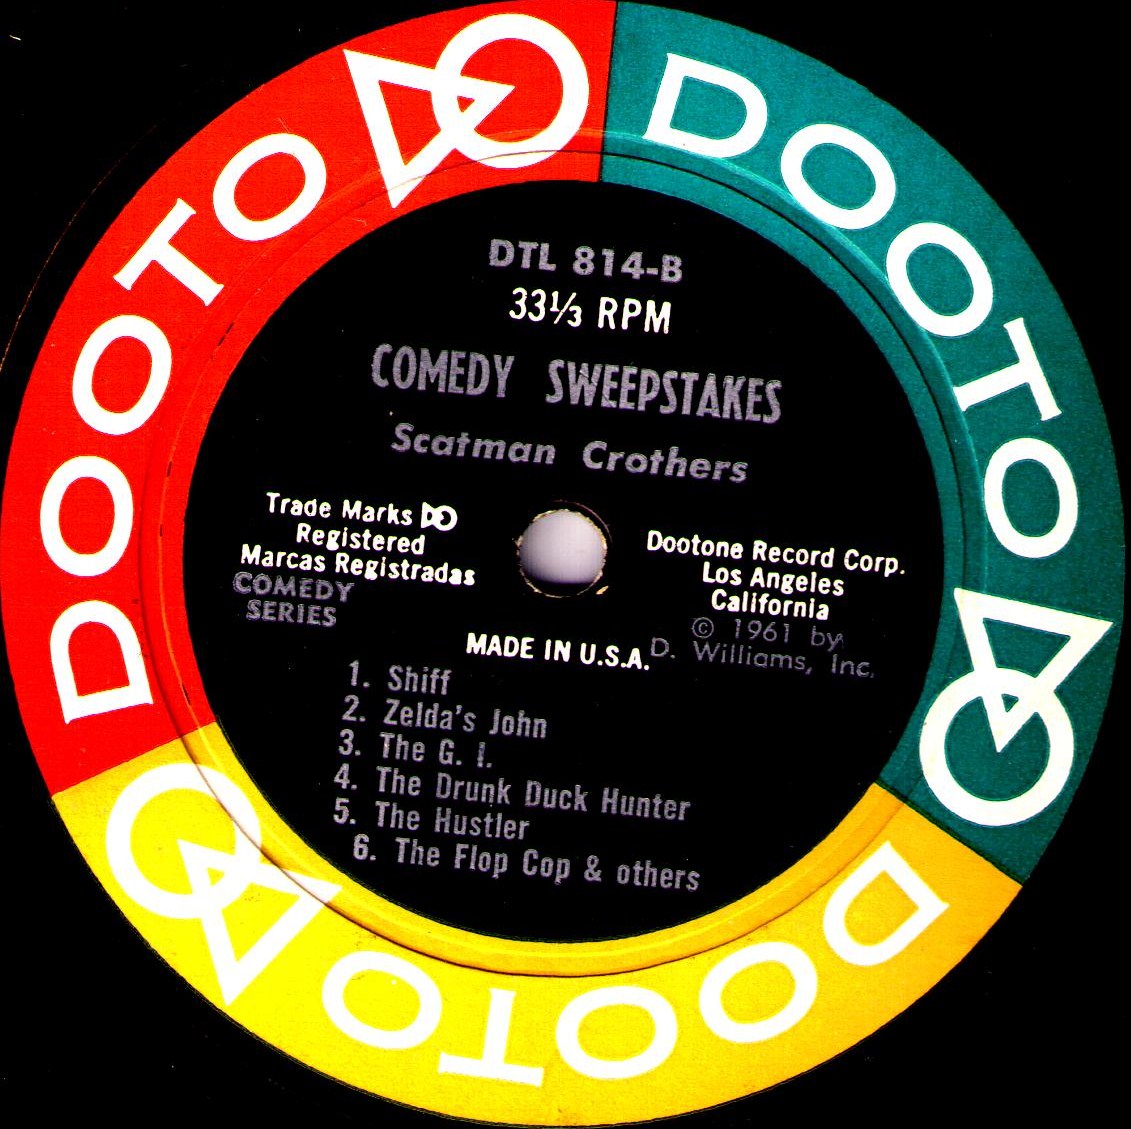 DOOTO
DOOTO
DOOTO
DTL 814-B
33⅓ RPM
COMEDY SWEEPSTAKES
Scatman Crothers
Trade Marks DO
Registered
Marcas Registradas
COMEDY
SERIES
Dootone Record Corp.
Los Angeles
California
© 1961 by
D. Williams, Inc.
MADE IN U.S.A.
1. Shiff
2. Zelda's John
3. The G. I.
4. The Drunk Duck Hunter
5. The Hustler
6. The Flop Cop & others